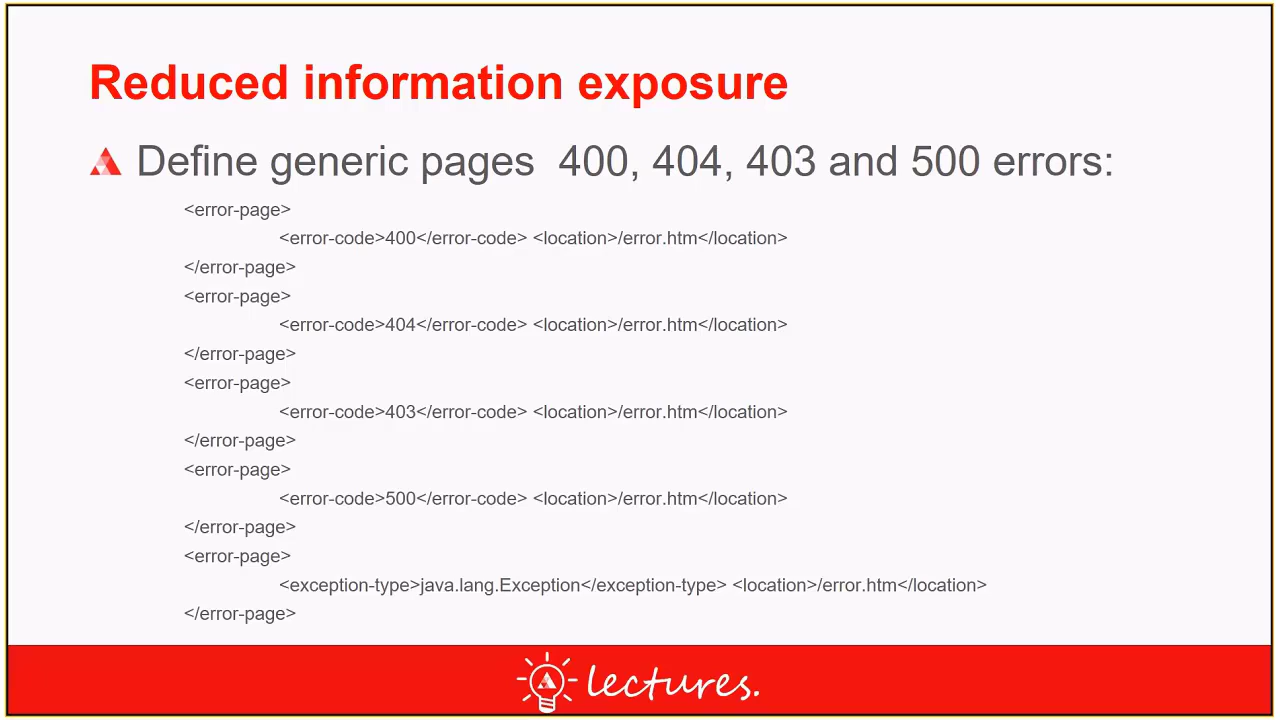 Reduced information exposure
Define generic pages  400, 404, 403 and 500 errors:
<error-page>
<error-code>400</error-code> <location>/error.htm</location>
</error-page>
<error-page>
<error-code>404</error-code> <location>/error.htm</location>
</error-page>
<error-page>
<error-code>403</error-code> <location>/error.htm</location>
</error-page>
<error-page>
<error-code>500</error-code> <location>/error.htm</location>
</error-page>
<error-page>
<exception-type>java.lang.Exception</exception-type> <location>/error.htm</location>
</error-page>
lectures.